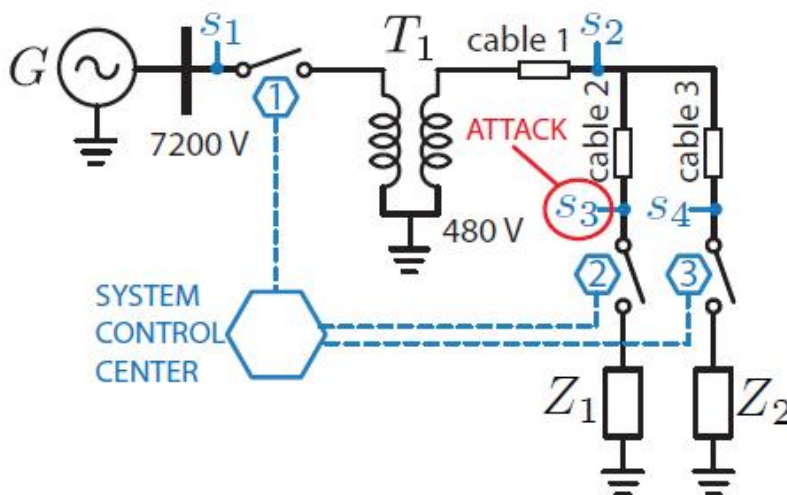 s1
T1
cable 1
s2
G
1
7200 V
ATTACK
cable 2
cable 3
s3
s4
480 V
2
3
SYSTEM
CONTROL
CENTER
Z1
Z2